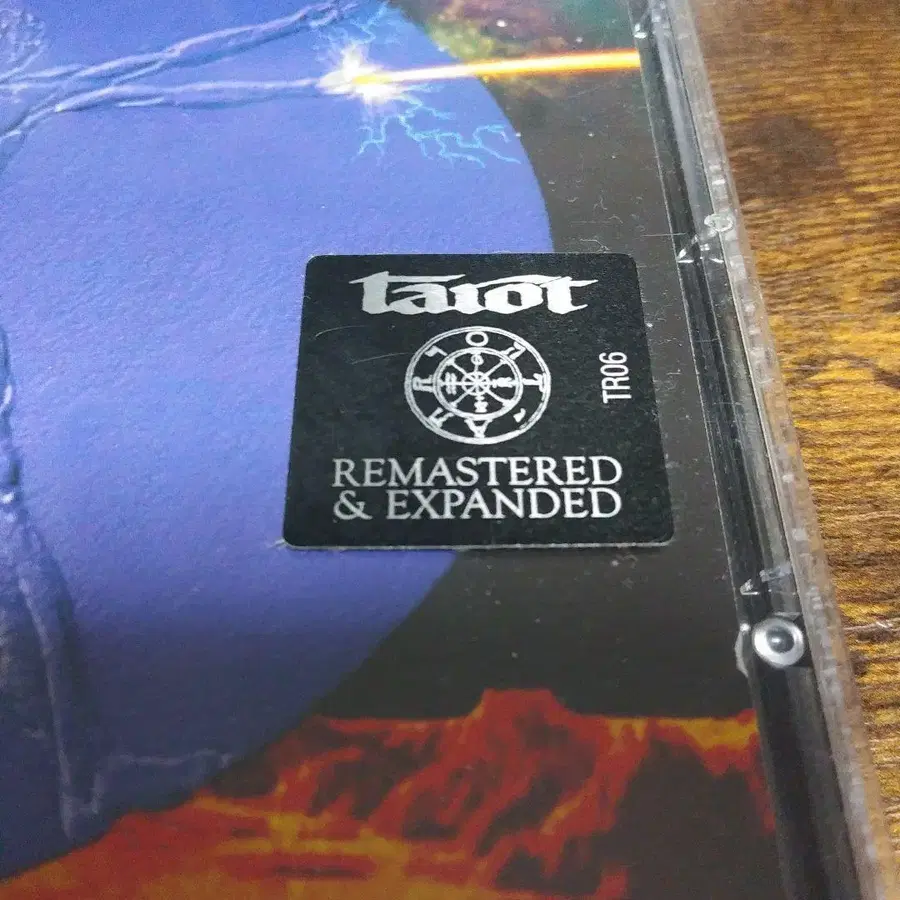 tarot
TR06
REMASTERED
& EXPANDED